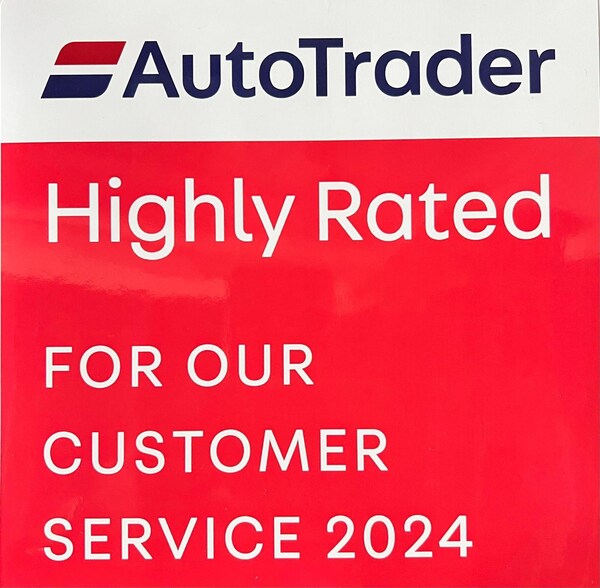 AutoTrader
Highly Rated
FOR OUR
CUSTOMER
SERVICE 2024